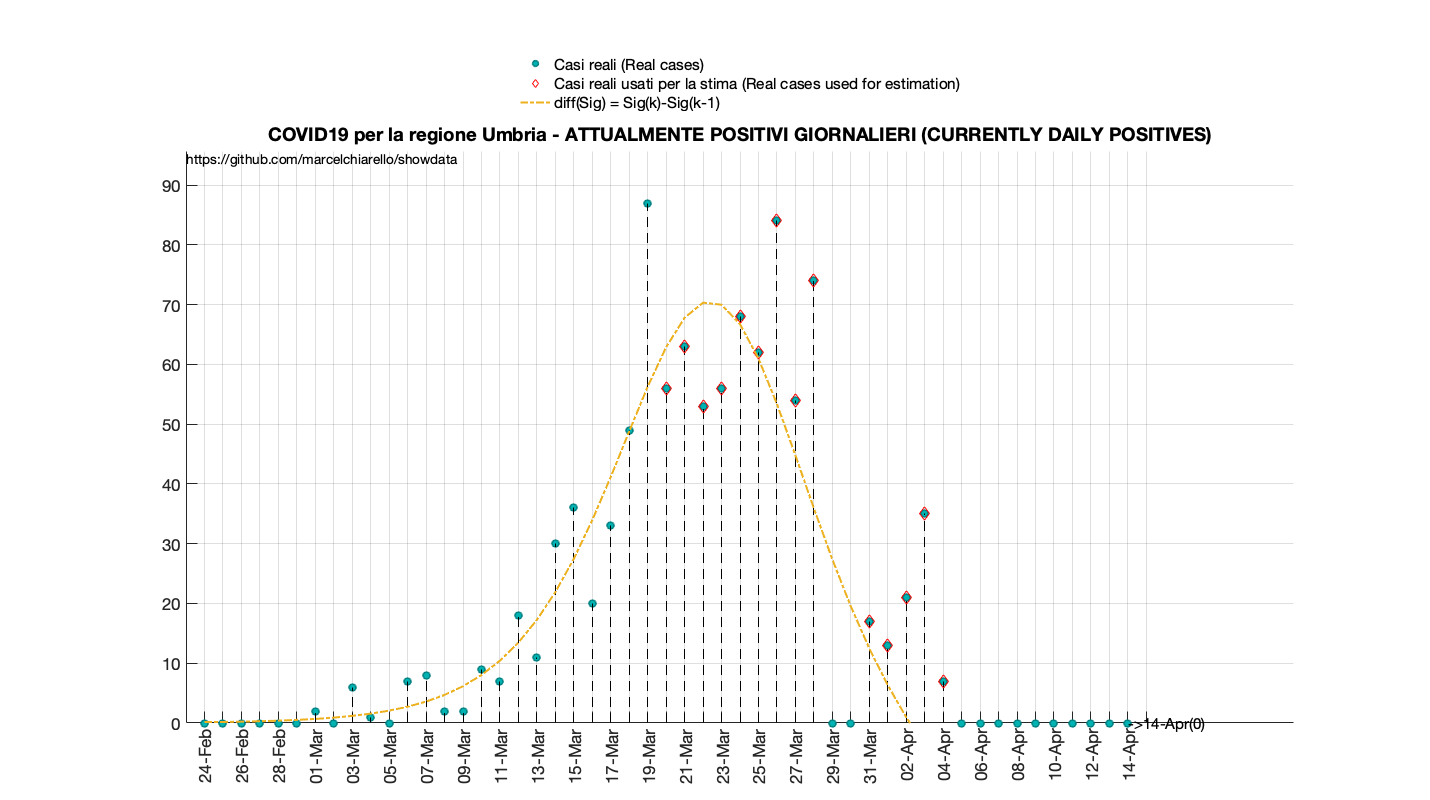 Casi reali (Real cases)
Casi reali usati per la stima (Real cases used for estimation)
diff(Sig) = Sig(k)-Sig(k-1)
COVID19 per la regione Umbria - ATTUALMENTE POSITIVI GIORNALIERI (CURRENTLY DAILY POSITIVES)
https://github.com/marcelchiarello/showdata
90
80
70
60
50
40
30
20
10
0
->14-Apr(0)
24-Feb
26-Feb
28-Feb
01-Mar
03-Mar
05-Mar
07-Mar
09-Mar
11-Mar
13-Mar
15-Mar
17-Mar
19-Mar
21-Mar
23-Mar
25-Mar
27-Mar
29-Mar
31-Mar
02-Apr
04-Apr
06-Apr
08-Apr
10-Apr
12-Apr
14-Apr